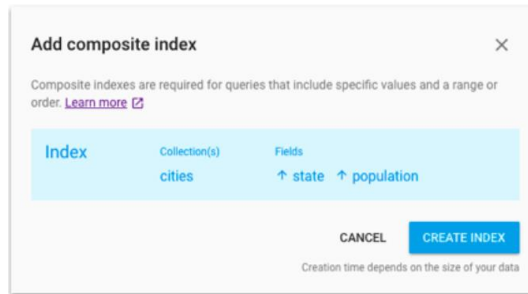 Add composite index
Composite indexes are required for queries that include specific values and a range or
order. Learn more
Index
Collection(s)
Fields
cities
↑ state ↑ population
CANCEL
CREATE INDEX
Creation time depends on the size of your data